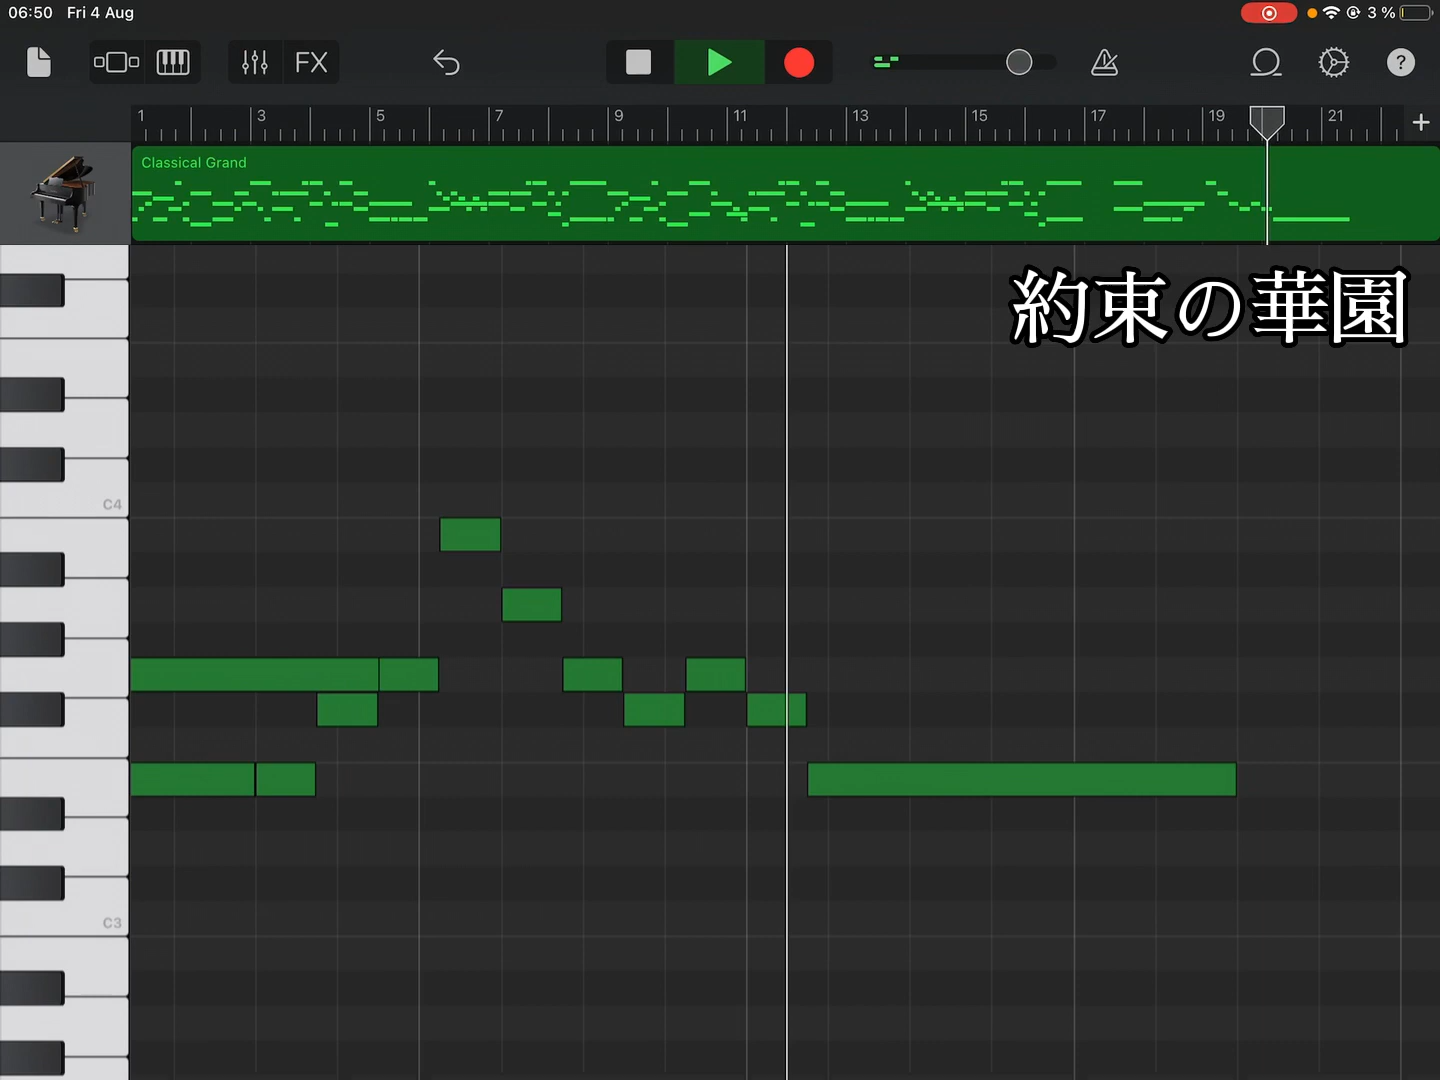 06:50 Fri 4 Aug 3 %
FX ?
1 3 5 7 9 11 13 15 17 19 21 +
Classical Grand
約束の華園
C4
C3